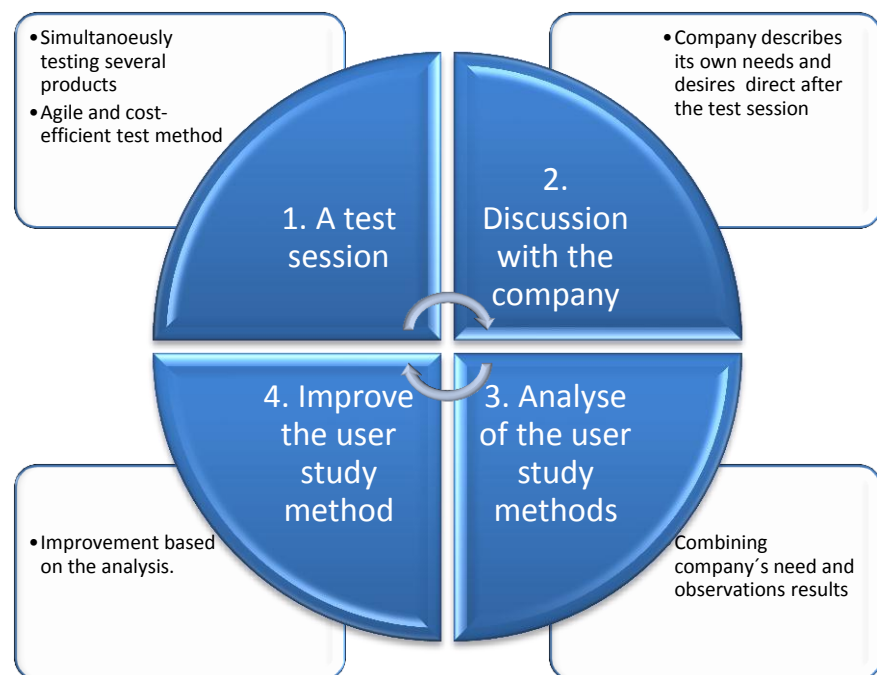 •Simultanoeusly
testing several
products
•Agile and cost-
efficient test method
•Company describes
its own needs and
desires direct after
the test session
1. A test
session
2.
Discussion
with the
company
4. Improve
the user
study
method
3. Analyse
of the user
study
methods
•Improvement based
on the analysis.
Combining
company´s need and
observations results